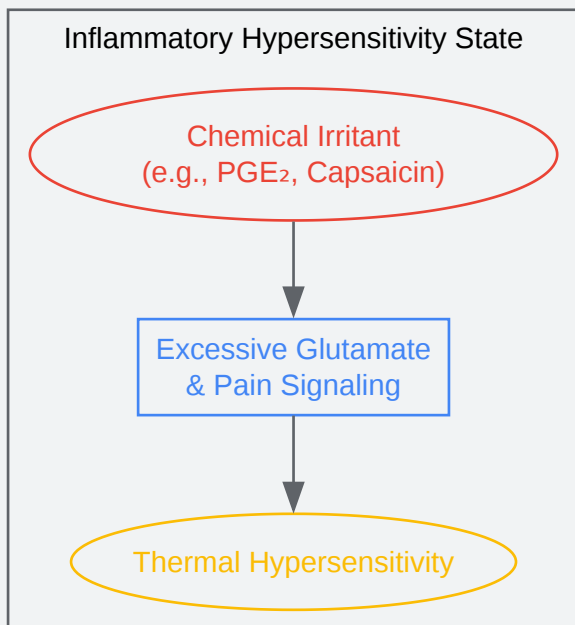 Inflammatory Hypersensitivity State
Chemical Irritant
(e.g., PGE₂, Capsaicin)
Excessive Glutamate
& Pain Signaling
Thermal Hypersensitivity